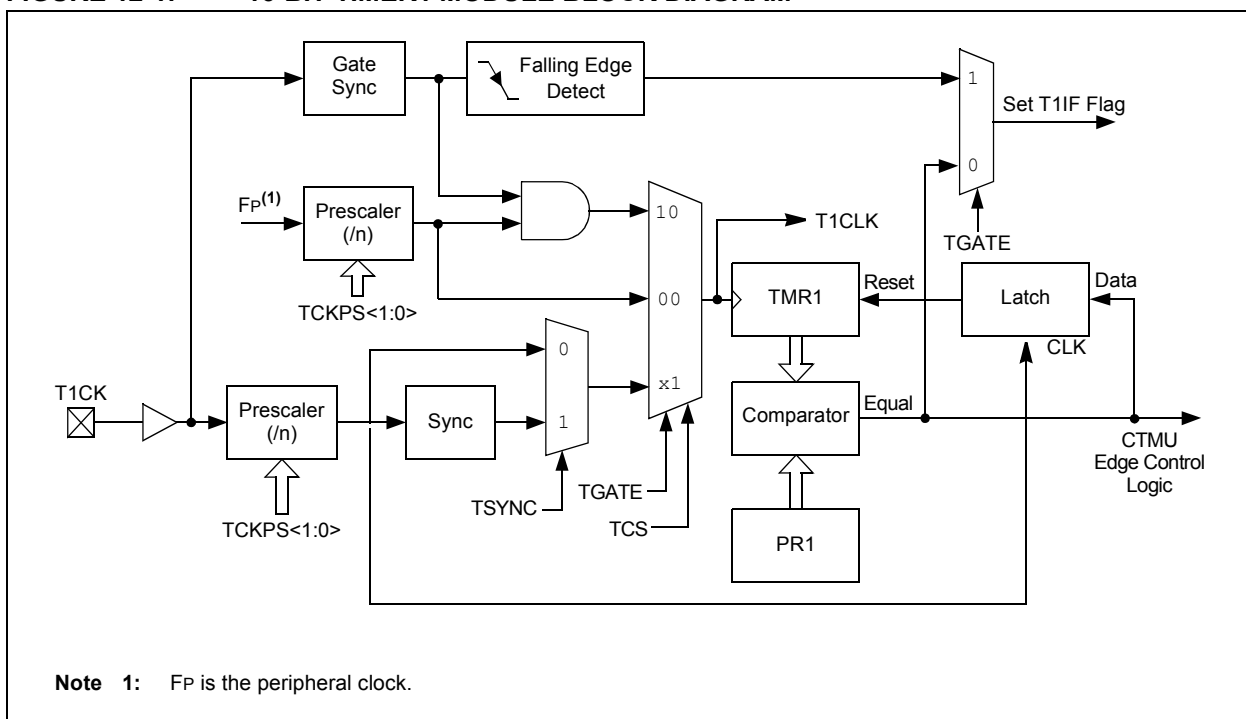 Gate
Sync
Falling Edge
Detect
1
Set T1IF Flag
0
TGATE
FP(1)
Prescaler
(/n)
TCKPS<1:0>
10
00
x1
T1CLK
TMR1
Reset
Latch
Data
CLK
T1CK
Prescaler
(/n)
TCKPS<1:0>
Sync
0
1
TSYNC
TGATE
TCS
Comparator
Equal
PR1
CTMU
Edge Control
Logic
Note 1: FP is the peripheral clock.